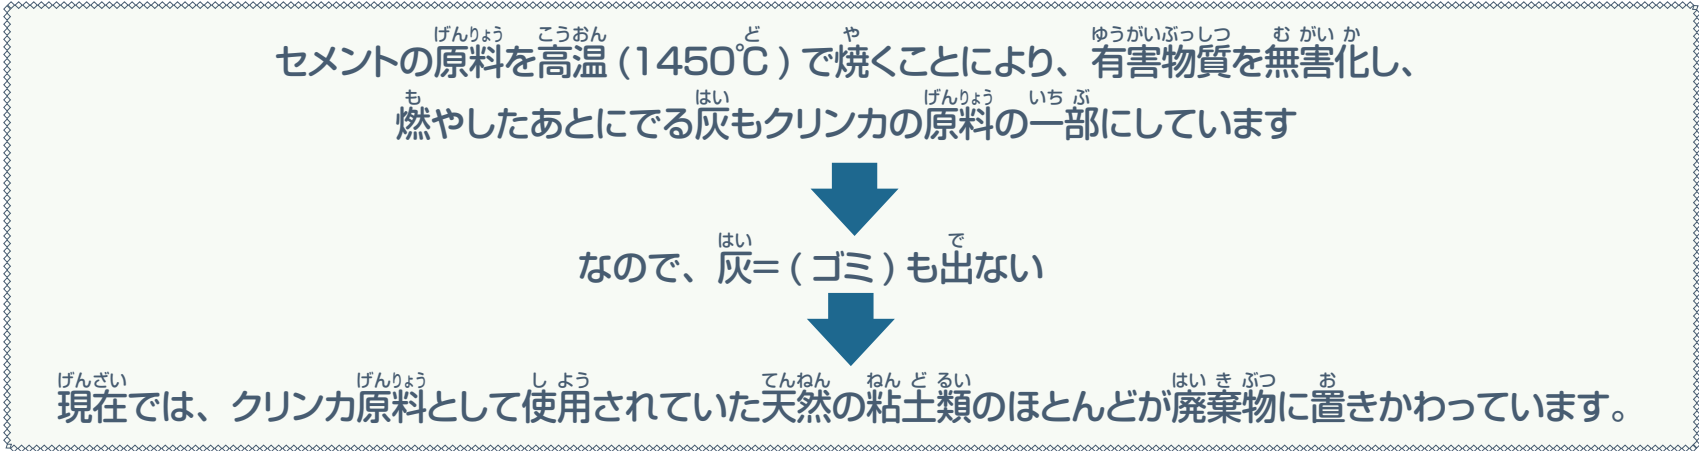 セメントの原料を高温(1450℃)で焼くことにより、有害物質を無害化し、
燃やしたあとにでる灰もクリンカの原料の一部にしています
なので、灰=(ゴミ)も出ない
現在では、クリンカ原料として使用されていた天然の粘土類のほとんどが廃棄物に置きかわっています。